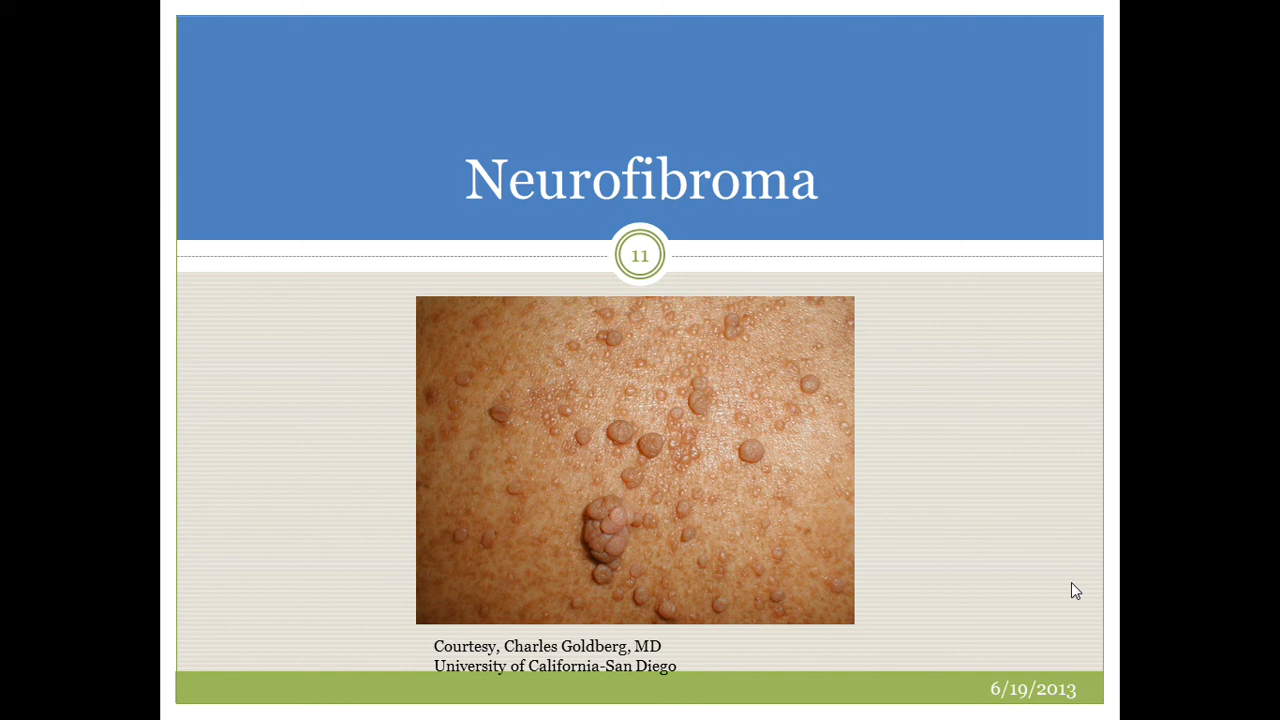 Neurofibroma
11
Courtesy, Charles Goldberg, MD
University of California-San Diego
6/19/2013